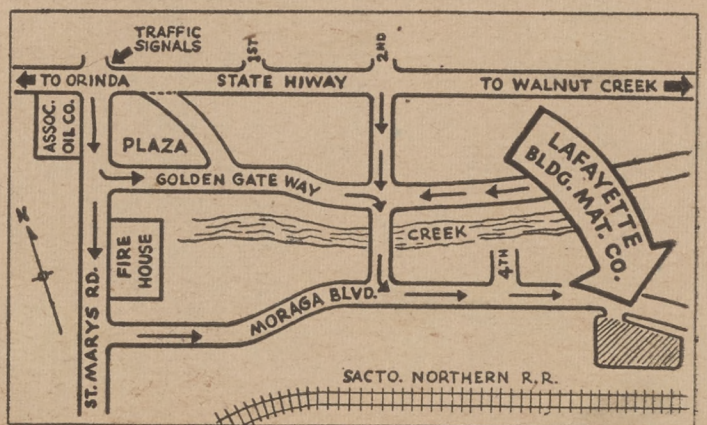 TRAFFIC
SIGNALS
1ST
2ND
TO ORINDA
STATE HIWAY
TO WALNUT CREEK
ASSOC.
OIL CO.
PLAZA
LAFAYETTE
BLDG. MAT. CO.
GOLDEN GATE WAY
N
CREEK
FIRE
HOUSE
4TH
ST. MARYS RD.
MORAGA BLVD.
SACTO. NORTHERN R.R.